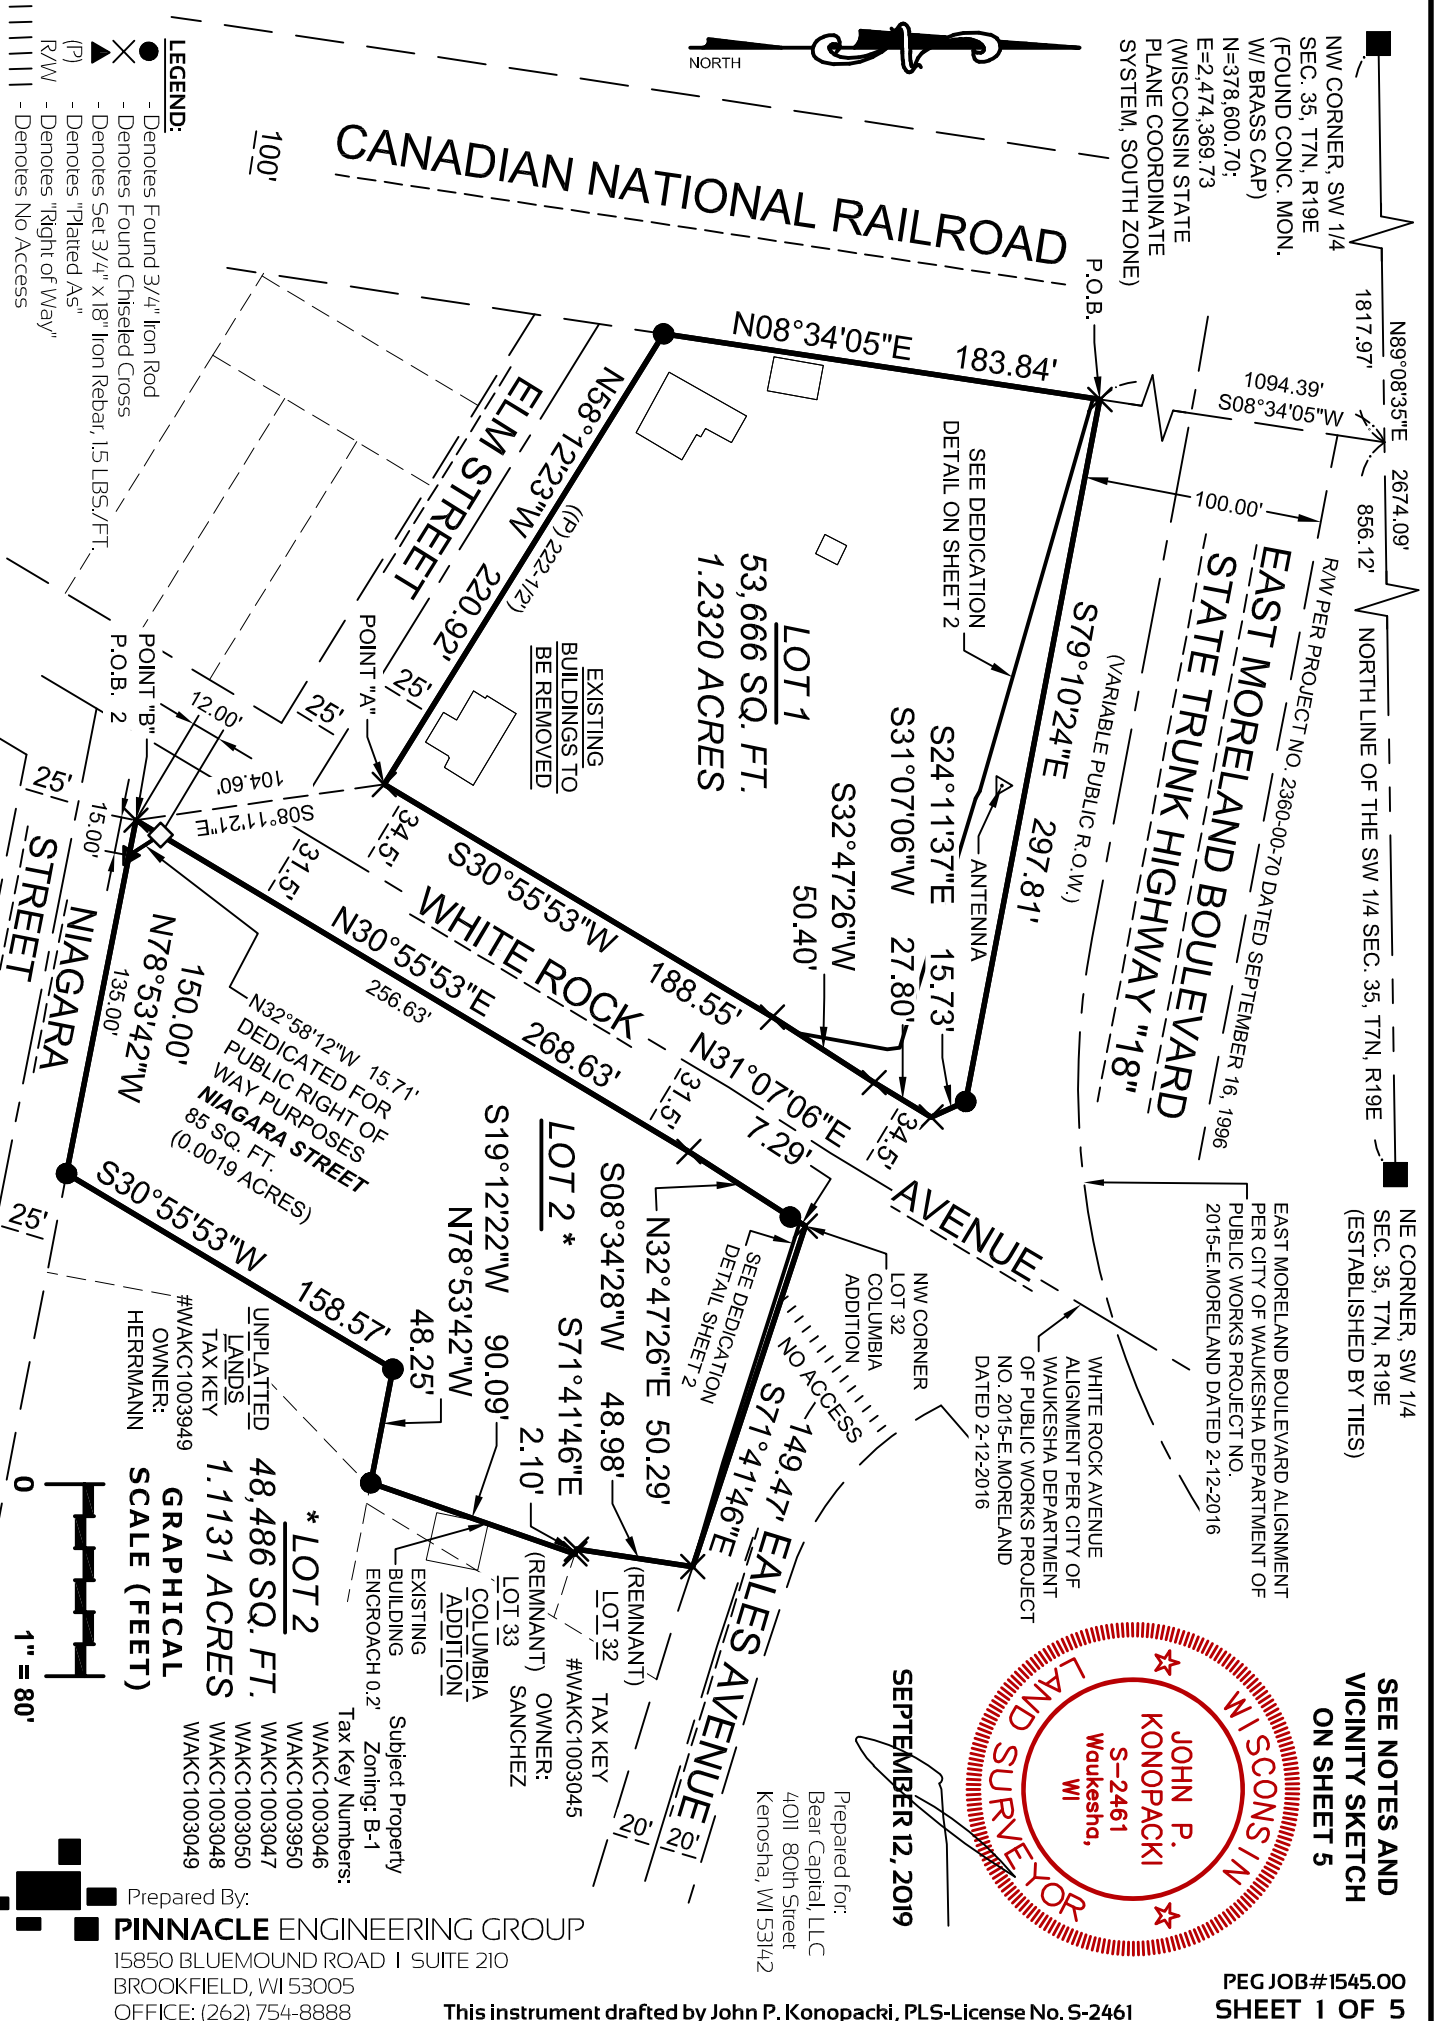 NW CORNER, SW 1/4
SEC. 35, T7N, R19E
(FOUND CONC. MON.
W/ BRASS CAP)
N=378,600.70;
E=2,474,369.73
(WISCONSIN STATE
PLANE COORDINATE
SYSTEM, SOUTH ZONE)
N89°08'35"E 2674.09'
1817.97'
856.12'
NORTH LINE OF THE SW 1/4 SEC. 35, T7N, R19E
NE CORNER, SW 1/4
SEC. 35, T7N, R19E
(ESTABLISHED BY TIES)
SEE NOTES AND
VICINITY SKETCH
ON SHEET 5
1094.39'
S08°34'05"W
P.O.B.
NORTH
CANADIAN NATIONAL RAILROAD
100'
R/W PER PROJECT NO. 2360-00-70 DATED SEPTEMBER 16, 1996
100.00'
EAST MORELAND BOULEVARD
STATE TRUNK HIGHWAY "18"
(VARIABLE PUBLIC R.O.W.)
S79°10'24"E 297.81'
EAST MORELAND BOULEVARD ALIGNMENT
PER CITY OF WAUKESHA DEPARTMENT OF
PUBLIC WORKS PROJECT NO.
2015-E.MORELAND DATED 2-12-2016
WHITE ROCK AVENUE
ALIGNMENT PER CITY OF
WAUKESHA DEPARTMENT
OF PUBLIC WORKS PROJECT
NO. 2015-E.MORELAND
DATED 2-12-2016
N08°34'05"E 183.84'
SEE DEDICATION
DETAIL ON SHEET 2
ANTENNA
S24°11'37"E 15.73'
S31°07'06"W 27.80'
S32°47'26"W
50.40'
LOT 1
53,666 SQ. FT.
1.2320 ACRES
EXISTING
BUILDINGS TO
BE REMOVED
N58°12'23"W 220.92'
((P) 222-1/2')
ELM STREET
25'
25'
POINT "A"
34.5'
S30°55'53"W 188.55'
WHITE ROCK AVENUE
31.5'
N30°55'53"E 268.63'
256.63'
31.5'
34.5'
N31°07'06"E
7.29'
NW CORNER
LOT 32
COLUMBIA
ADDITION
NO ACCESS
149.47'
S71°41'46"E
SEE DEDICATION
DETAIL SHEET 2
EALES AVENUE
20'
20'
N32°47'26"E 50.29'
S08°34'28"W 48.98'
S71°41'46"E
2.10'
LOT 2 *
S19°12'22"W 90.09'
N78°53'42"W
48.25'
(REMNANT)
LOT 32
TAX KEY
#WAKC1003045
OWNER:
SANCHEZ
(REMNANT)
LOT 33
COLUMBIA
ADDITION
EXISTING
BUILDING
ENCROACH 0.2'
S08°11'21"E
104.60'
12.00'
POINT "B"
P.O.B. 2
15.00'
25'
NIAGARA
STREET
N32°58'12"W 15.71'
DEDICATED FOR
PUBLIC RIGHT OF
WAY PURPOSES
NIAGARA STREET
85 SQ. FT.
(0.0019 ACRES)
150.00'
N78°53'42"W
135.00'
25'
S30°55'53"W 158.57'
UNPLATTED
LANDS
TAX KEY
#WAKC1003949
OWNER:
HERRMANN
* LOT 2
48,486 SQ. FT.
1.1131 ACRES
GRAPHICAL
SCALE (FEET)
0 1" = 80'
Subject Property
Zoning: B-1
Tax Key Numbers:
WAKC1003046
WAKC1003950
WAKC1003047
WAKC1003050
WAKC1003048
WAKC1003049
LEGEND:
- Denotes Found 3/4" Iron Rod
- Denotes Found Chiseled Cross
- Denotes Set 3/4" x 18" Iron Rebar, 1.5 LBS./FT.
(P) - Denotes "Platted As"
R/W - Denotes "Right of Way"
- Denotes No Access
WISCONSIN
JOHN P.
KONOPACKI
S-2461
Waukesha,
WI
LAND SURVEYOR
SEPTEMBER 12, 2019
Prepared for:
Bear Capital, LLC
4011 80th Street
Kenosha, WI 53142
Prepared By:
PINNACLE ENGINEERING GROUP
15850 BLUEMOUND ROAD | SUITE 210
BROOKFIELD, WI 53005
OFFICE: (262) 754-8888
This instrument drafted by John P. Konopacki, PLS-License No. S-2461
PEG JOB#1545.00
SHEET 1 OF 5